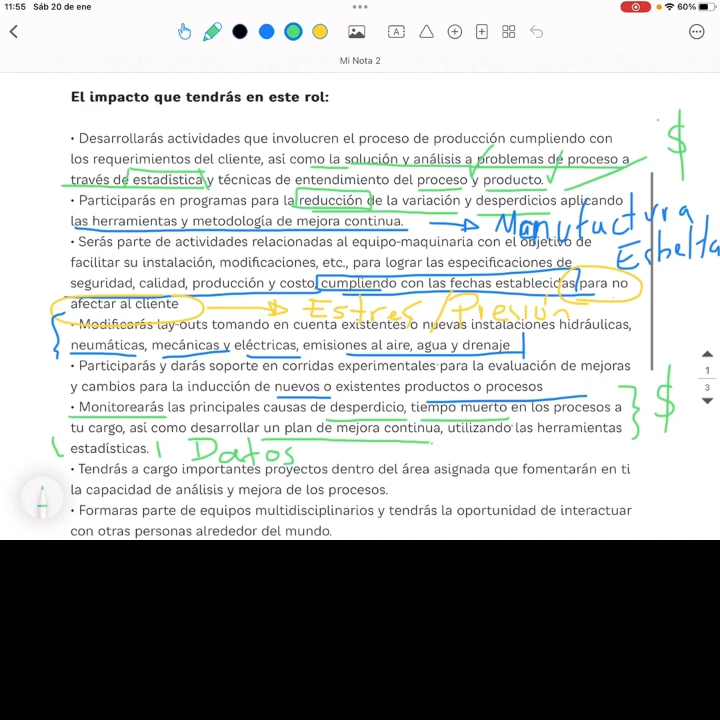 11:55 Sáb 20 de ene
60%
A
Mi Nota 2
El impacto que tendrás en este rol:
• Desarrollarás actividades que involucren el proceso de producción cumpliendo con
los requerimientos del cliente, así como la solución y análisis a problemas de proceso a
través de estadística y técnicas de entendimiento del proceso y producto.
$
• Participarás en programas para la reducción de la variación y desperdicios aplicando
las herramientas y metodología de mejora continua.
Manufactura
Esbelta
• Serás parte de actividades relacionadas al equipo-maquinaria con el objetivo de
facilitar su instalación, modificaciones, etc., para lograr las especificaciones de
seguridad, calidad, producción y costo, cumpliendo con las fechas establecidas para no
afectar al cliente
Estres/Presión
• Modificarás lay-outs tomando en cuenta existentes o nuevas instalaciones hidráulicas,
neumáticas, mecánicas y eléctricas, emisiones al aire, agua y drenaje
• Participarás y darás soporte en corridas experimentales para la evaluación de mejoras
y cambios para la inducción de nuevos o existentes productos o procesos
1
3
• Monitorearás las principales causas de desperdicio, tiempo muerto en los procesos a
tu cargo, así como desarrollar un plan de mejora continua, utilizando las herramientas
estadísticas.
$
Datos
• Tendrás a cargo importantes proyectos dentro del área asignada que fomentarán en ti
la capacidad de análisis y mejora de los procesos.
• Formaras parte de equipos multidisciplinarios y tendrás la oportunidad de interactuar
con otras personas alrededor del mundo.